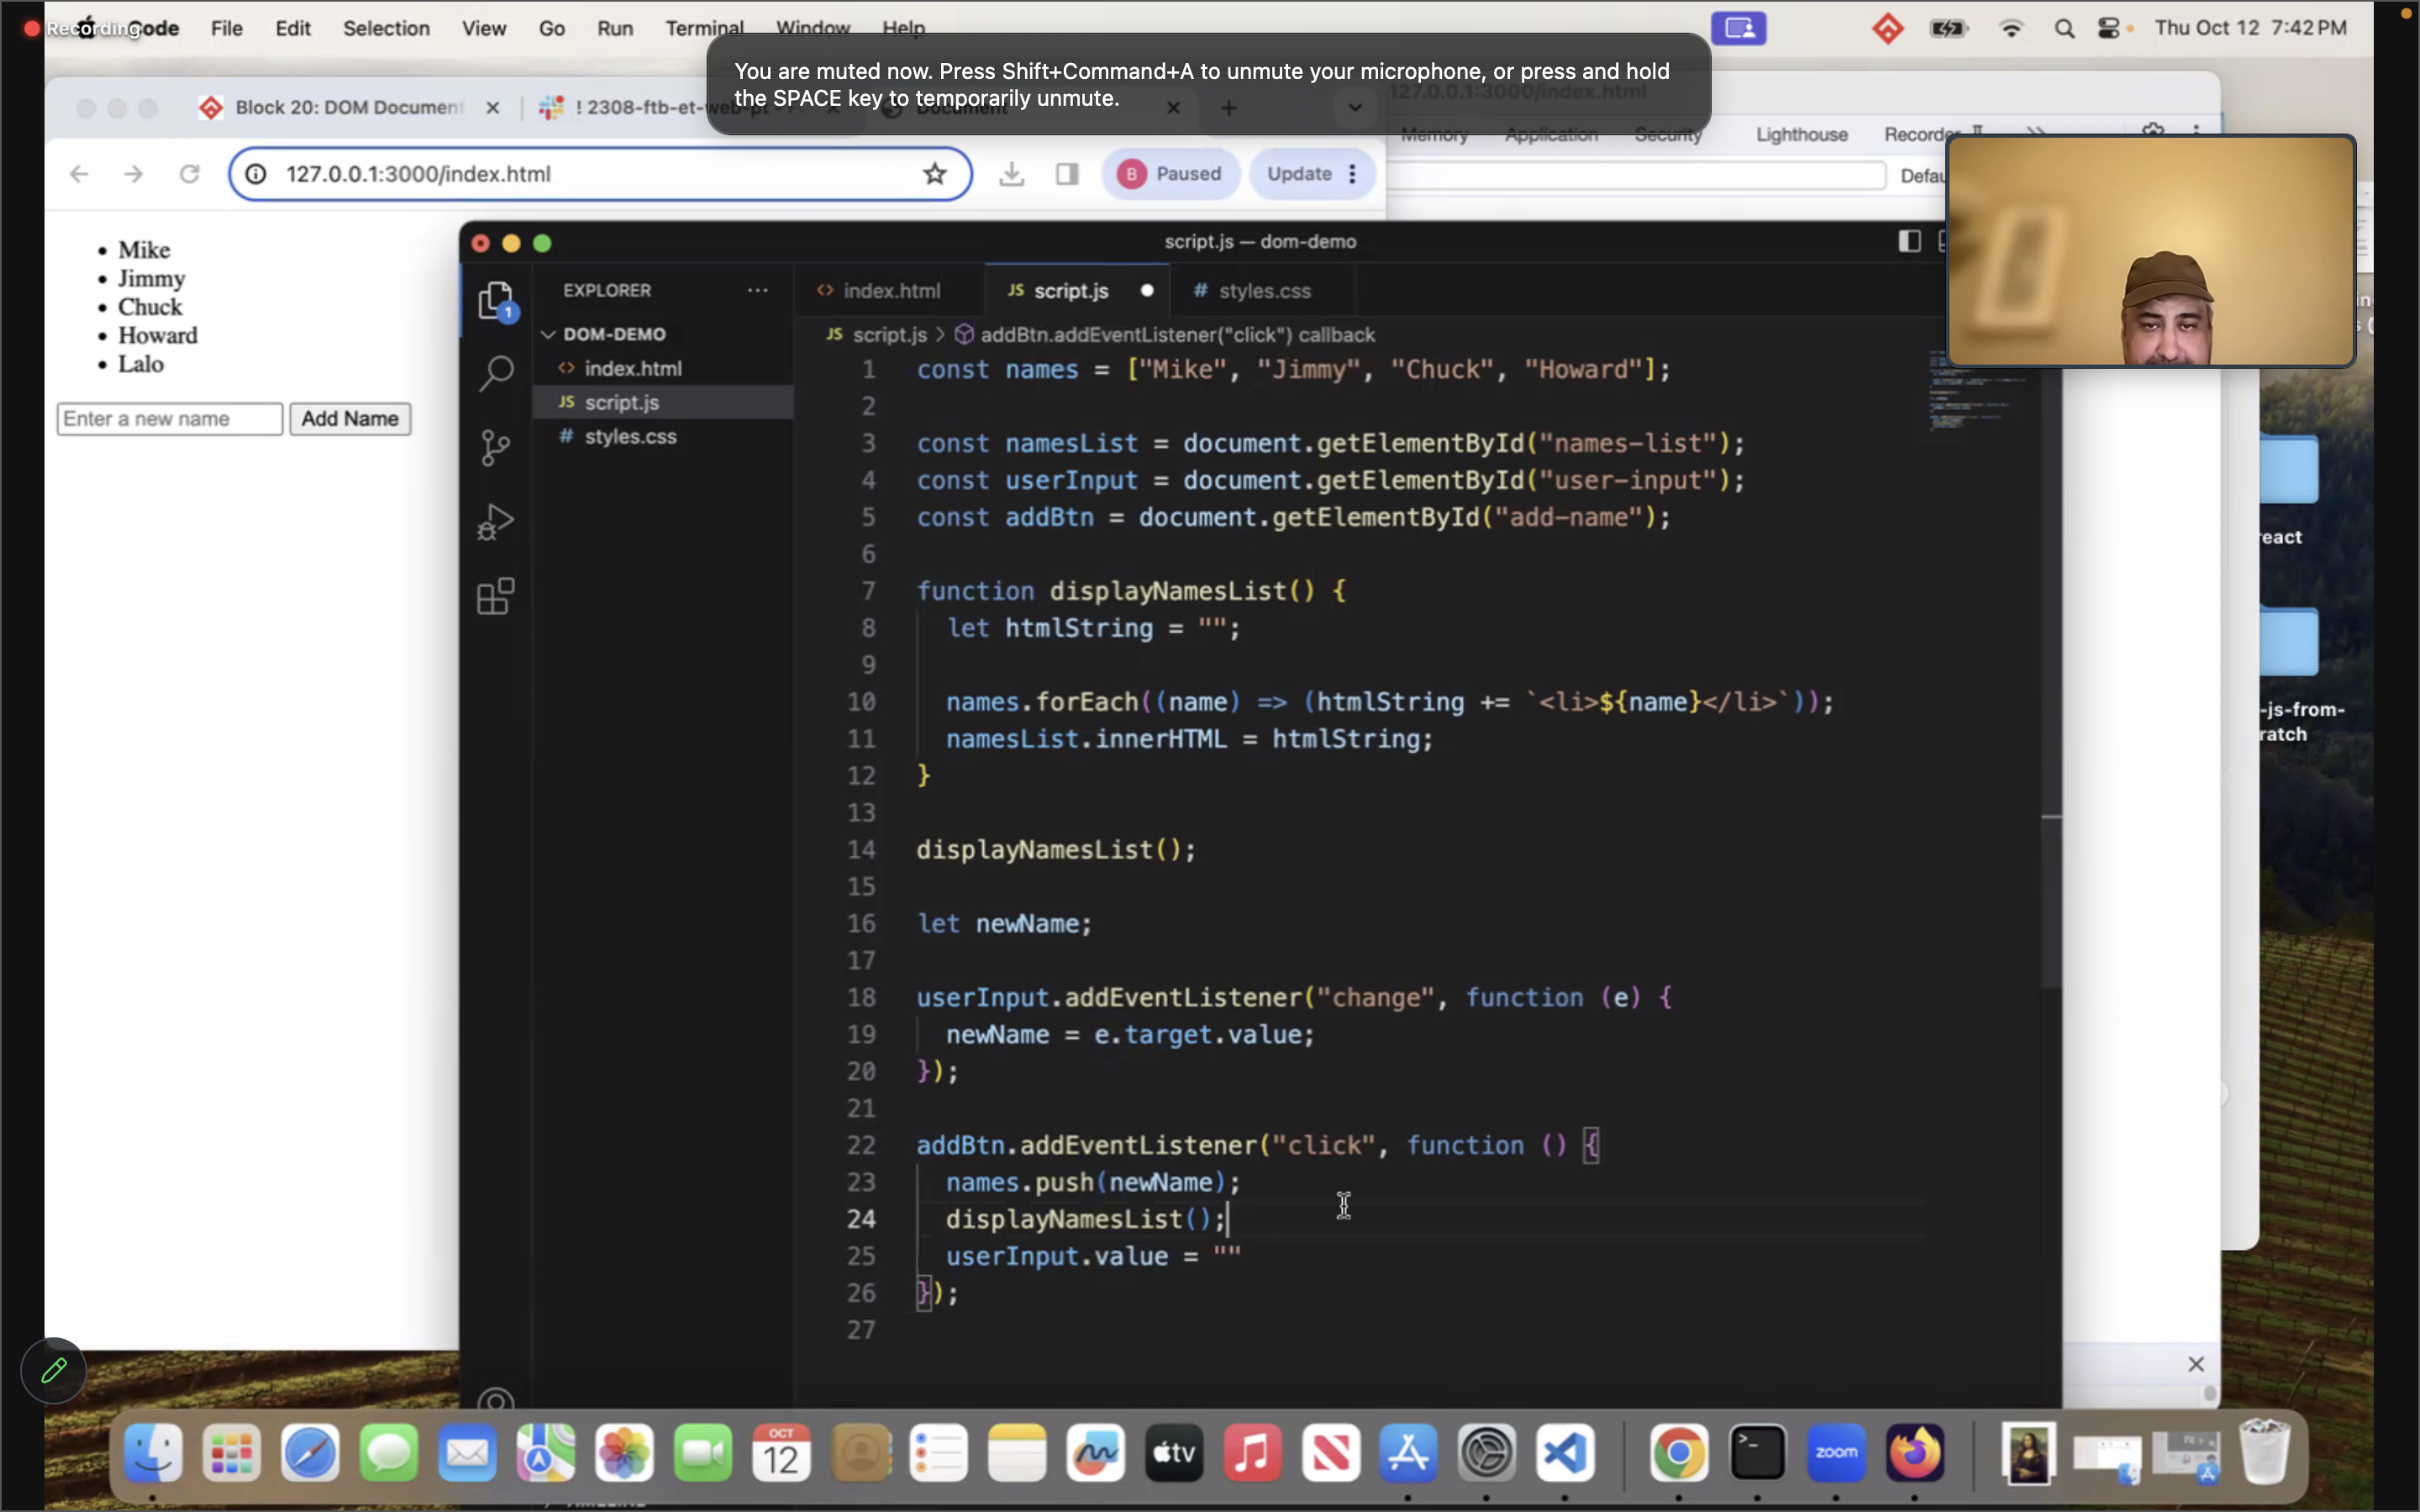 Recording
Code File Edit Selection View Go Run Terminal Window Help
Thu Oct 12 7:42 PM
You are muted now. Press Shift+Command+A to unmute your microphone, or press and hold
the SPACE key to temporarily unmute.
Block 20: DOM Document
! 2308-ftb-et-web-pt
Document
127.0.0.1:3000/index.html
Memory Application Security Lighthouse Recorder
127.0.0.1:3000/index.html
B Paused
Update
Defau
Mike
Jimmy
Chuck
Howard
Lalo
Enter a new name
Add Name
script.js — dom-demo
1
EXPLORER ...
DOM-DEMO
<> index.html
JS script.js
# styles.css
<> index.html
JS script.js
# styles.css
JS script.js > addBtn.addEventListener("click") callback
1 const names = ["Mike", "Jimmy", "Chuck", "Howard"];
2
3 const namesList = document.getElementById("names-list");
4 const userInput = document.getElementById("user-input");
5 const addBtn = document.getElementById("add-name");
6
7 function displayNamesList() {
8 let htmlString = "";
9
10 names.forEach((name) => (htmlString += `<li>${name}</li>`));
11 namesList.innerHTML = htmlString;
12 }
13
14 displayNamesList();
15
16 let newName;
17
18 userInput.addEventListener("change", function (e) {
19 newName = e.target.value;
20 });
21
22 addBtn.addEventListener("click", function () {
23 names.push(newName);
24 displayNamesList();
25 userInput.value = ""
26 });
27
eact
-js-from-
ratch
OCT
12
tv
zoom